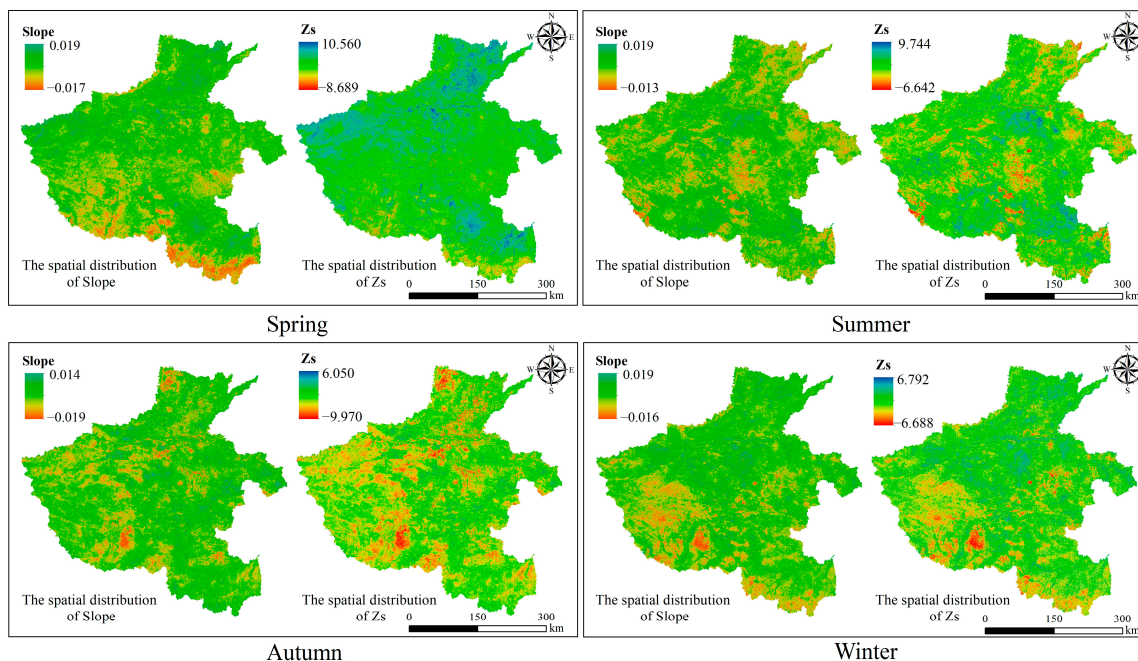 Slope
0.019
−0.017
Zs
10.560
−8.689
N
W
E
S
The spatial distribution
of Slope
The spatial distribution
of Zs
0
150
300
km
Spring
Slope
0.019
−0.013
Zs
9.744
−6.642
N
W
E
S
The spatial distribution
of Slope
The spatial distribution
of Zs
0
150
300
km
Summer
Slope
0.014
−0.019
Zs
6.050
−9.970
N
W
E
S
The spatial distribution
of Slope
The spatial distribution
of Zs
0
150
300
km
Autumn
Slope
0.019
−0.016
Zs
6.792
−6.688
N
W
E
S
The spatial distribution
of Slope
The spatial distribution
of Zs
0
150
300
km
Winter